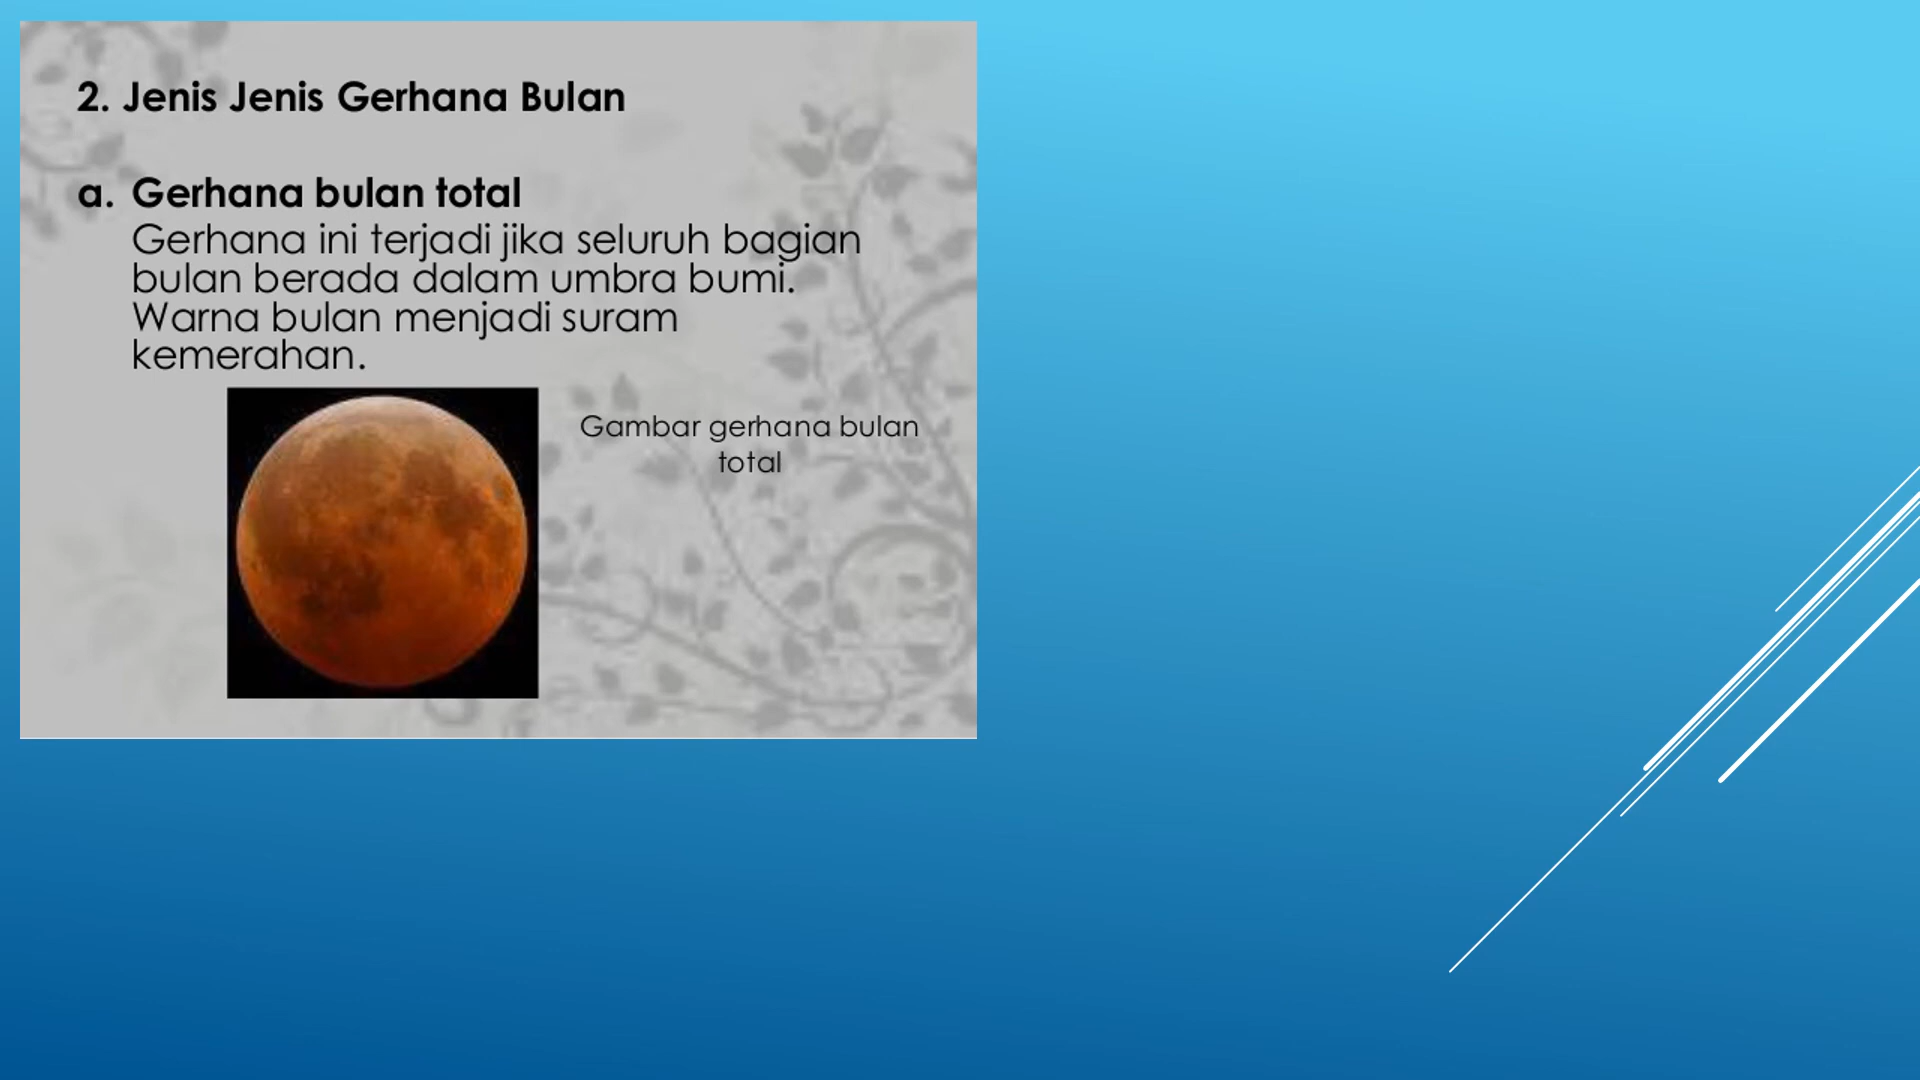 2. Jenis Jenis Gerhana Bulan
a. Gerhana bulan total
Gerhana ini terjadi jika seluruh bagian
bulan berada dalam umbra bumi.
Warna bulan menjadi suram
kemerahan.
Gambar gerhana bulan
total